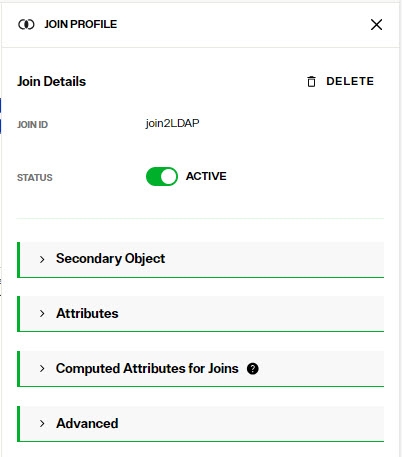 JOIN PROFILE
Join Details
DELETE
JOIN ID
join2LDAP
STATUS
ACTIVE
Secondary Object
Attributes
Computed Attributes for Joins ?
Advanced